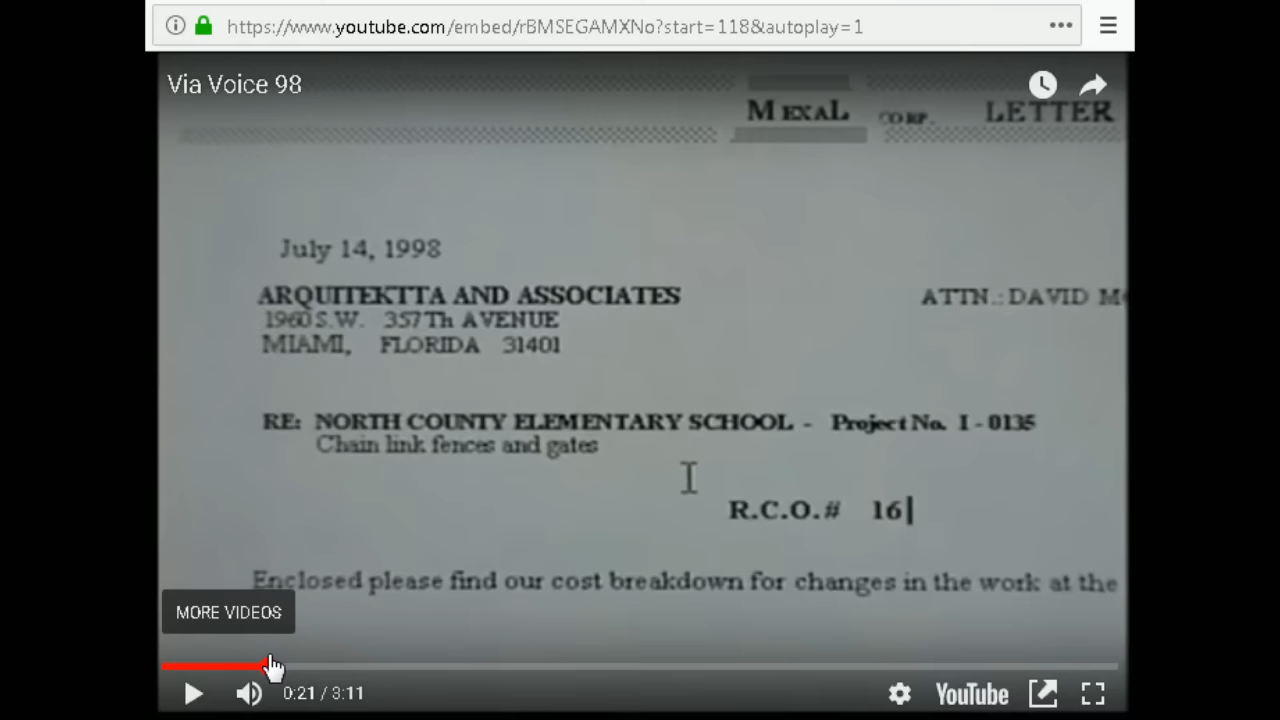 https://www.youtube.com/embed/rBMSEGAMXNo?start=118&autoplay=1
Via Voice 98
MEXAL CORP. LETTER
July 14, 1998
ARQUITEKTTA AND ASSOCIATES ATTN.: DAVID
1960 S.W. 357Th AVENUE
MIAMI, FLORIDA 31401
RE: NORTH COUNTY ELEMENTARY SCHOOL - Project No. I - 0135
Chain link fences and gates
R.C.O.# 16
Enclosed please find our cost breakdown for changes in the work at the
MORE VIDEOS
0:21 / 3:11
YouTube